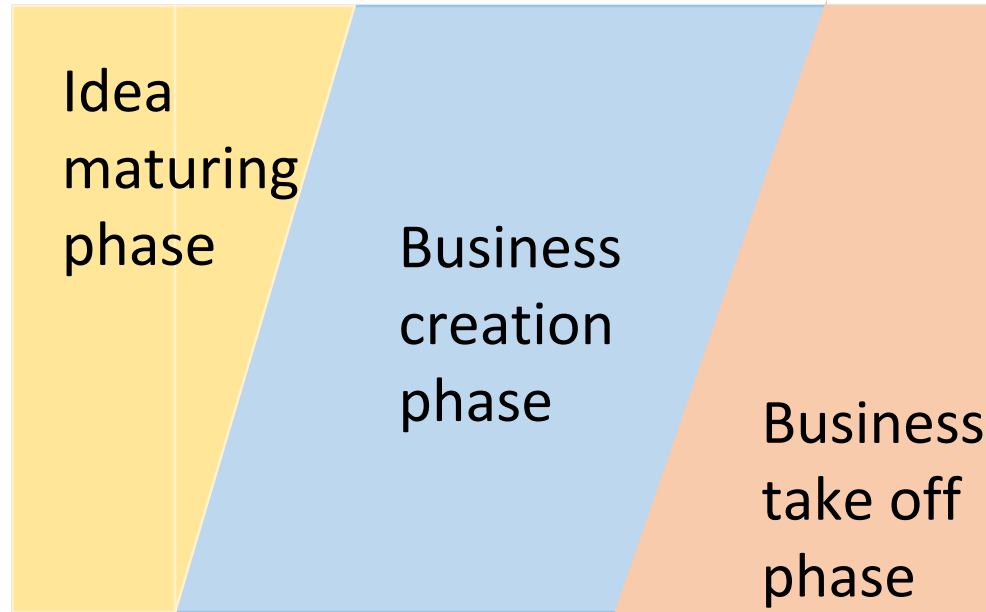 Idea
maturing
phase
Business
creation
phase
Business
take off
phase